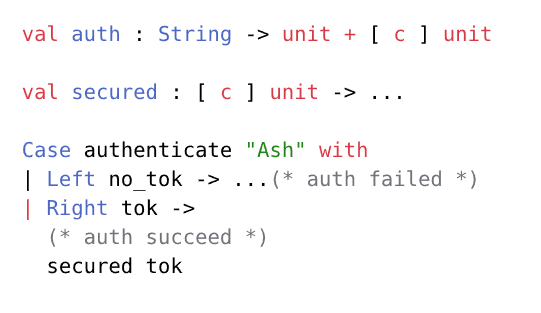 val auth : String -> unit + [ c ] unit
val secured : [ c ] unit -> ...
Case authenticate "Ash" with
| Left no_tok -> ...(* auth failed *)
| Right tok ->
(* auth succeed *)
secured tok